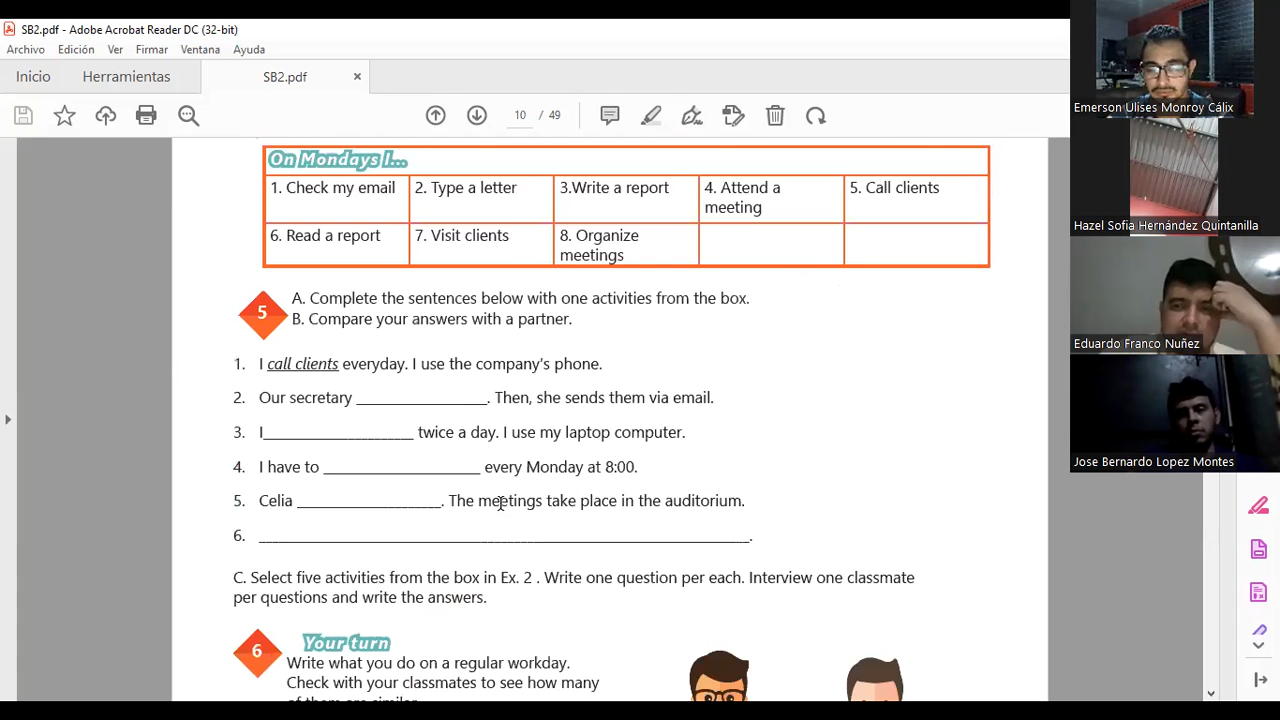 SB2.pdf - Adobe Acrobat Reader DC (32-bit)
Archivo Edición Ver Firmar Ventana Ayuda
Inicio Herramientas SB2.pdf ×
10 / 49
On Mondays I...
1. Check my email 2. Type a letter 3.Write a report 4. Attend a meeting 5. Call clients
6. Read a report 7. Visit clients 8. Organize meetings
5
A. Complete the sentences below with one activities from the box.
B. Compare your answers with a partner.
1. I call clients everyday. I use the company's phone.
2. Our secretary ________________. Then, she sends them via email.
3. I___________________ twice a day. I use my laptop computer.
4. I have to ___________________ every Monday at 8:00.
5. Celia __________________. The meetings take place in the auditorium.
6. ____________________________________________________________.
C. Select five activities from the box in Ex. 2 . Write one question per each. Interview one classmate
per questions and write the answers.
6
Your turn
Write what you do on a regular workday.
Check with your classmates to see how many
of them are similar.
Emerson Ulises Monroy Cálix
Hazel Sofia Hernández Quintanilla
Eduardo Franco Nuñez
Jose Bernardo Lopez Montes